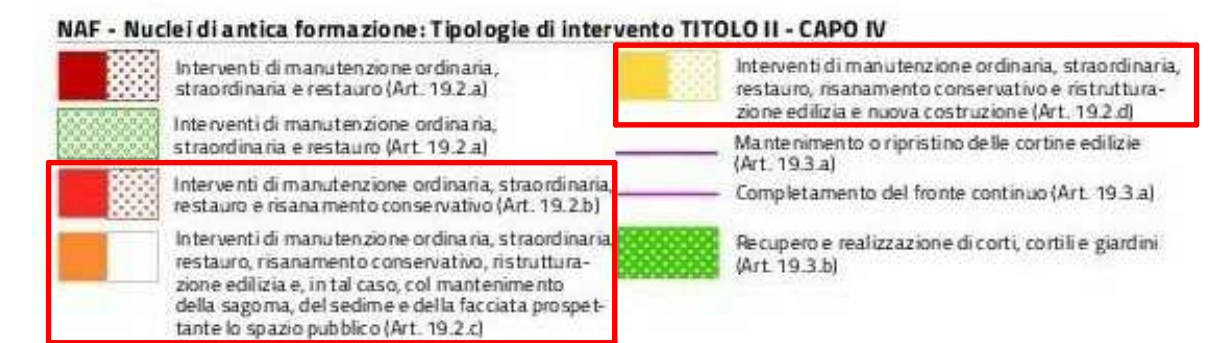 NAF - Nuclei di antica formazione: Tipologie di intervento TITOLO II - CAPO IV
Interventi di manutenzione ordinaria,
straordinaria e restauro (Art. 19.2.a)
Interventi di manutenzione ordinaria,
straordinaria e restauro (Art. 19.2.a)
Interventi di manutenzione ordinaria, straordinaria,
restauro e risanamento conservativo (Art. 19.2.b)
Interventi di manutenzione ordinaria, straordinaria
restauro, risanamento conservativo, ristruttura-
zione edilizia e, in tal caso, col mantenimento
della sagoma, del sedime e della facciata prospet-
tante lo spazio pubblico (Art. 19.2.c)
Interventi di manutenzione ordinaria, straordinaria,
restauro, risanamento conservativo e ristruttura-
zione edilizia e nuova costruzione (Art. 19.2.d)
Mantenimento o ripristino delle cortine edilizie
(Art. 19.3.a)
Completamento del fronte continuo (Art. 19.3.a)
Recupero e realizzazione di corti, cortili e giardini
(Art. 19.3.b)